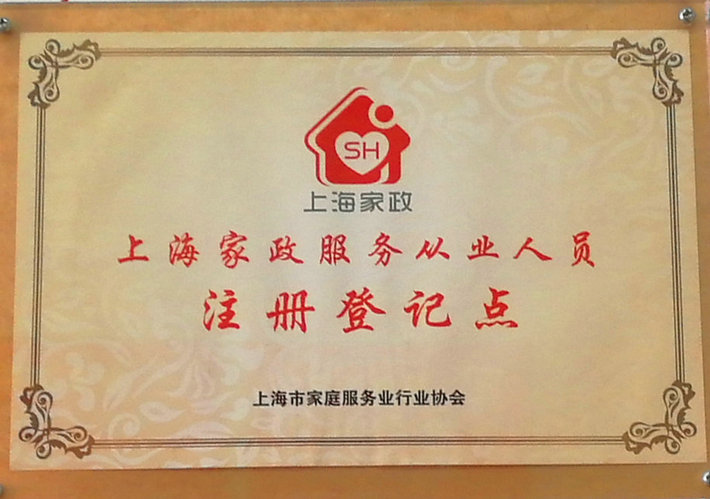 SH
上海家政
上海家政服务从业人员
注册登记点
上海市家庭服务业行业协会